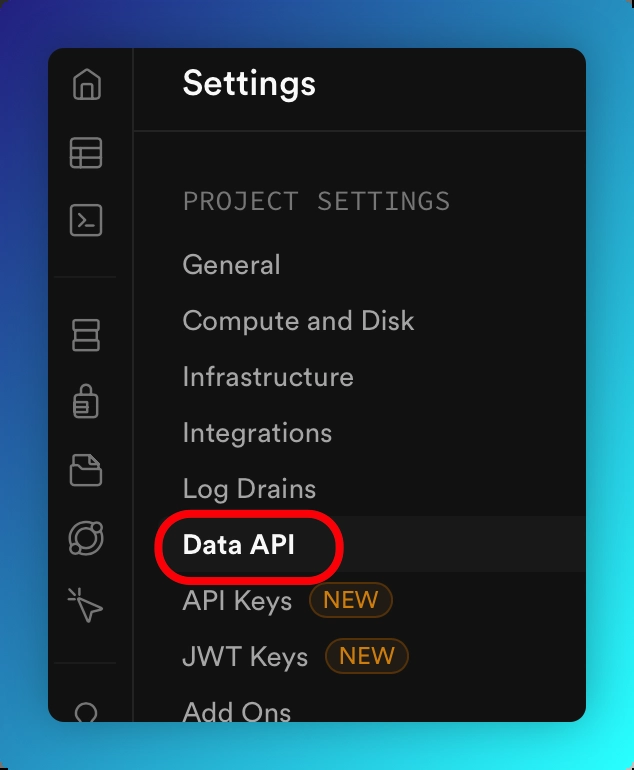 Settings
PROJECT SETTINGS
General
Compute and Disk
Infrastructure
Integrations
Log Drains
Data API
API Keys NEW
JWT Keys NEW
Add Ons